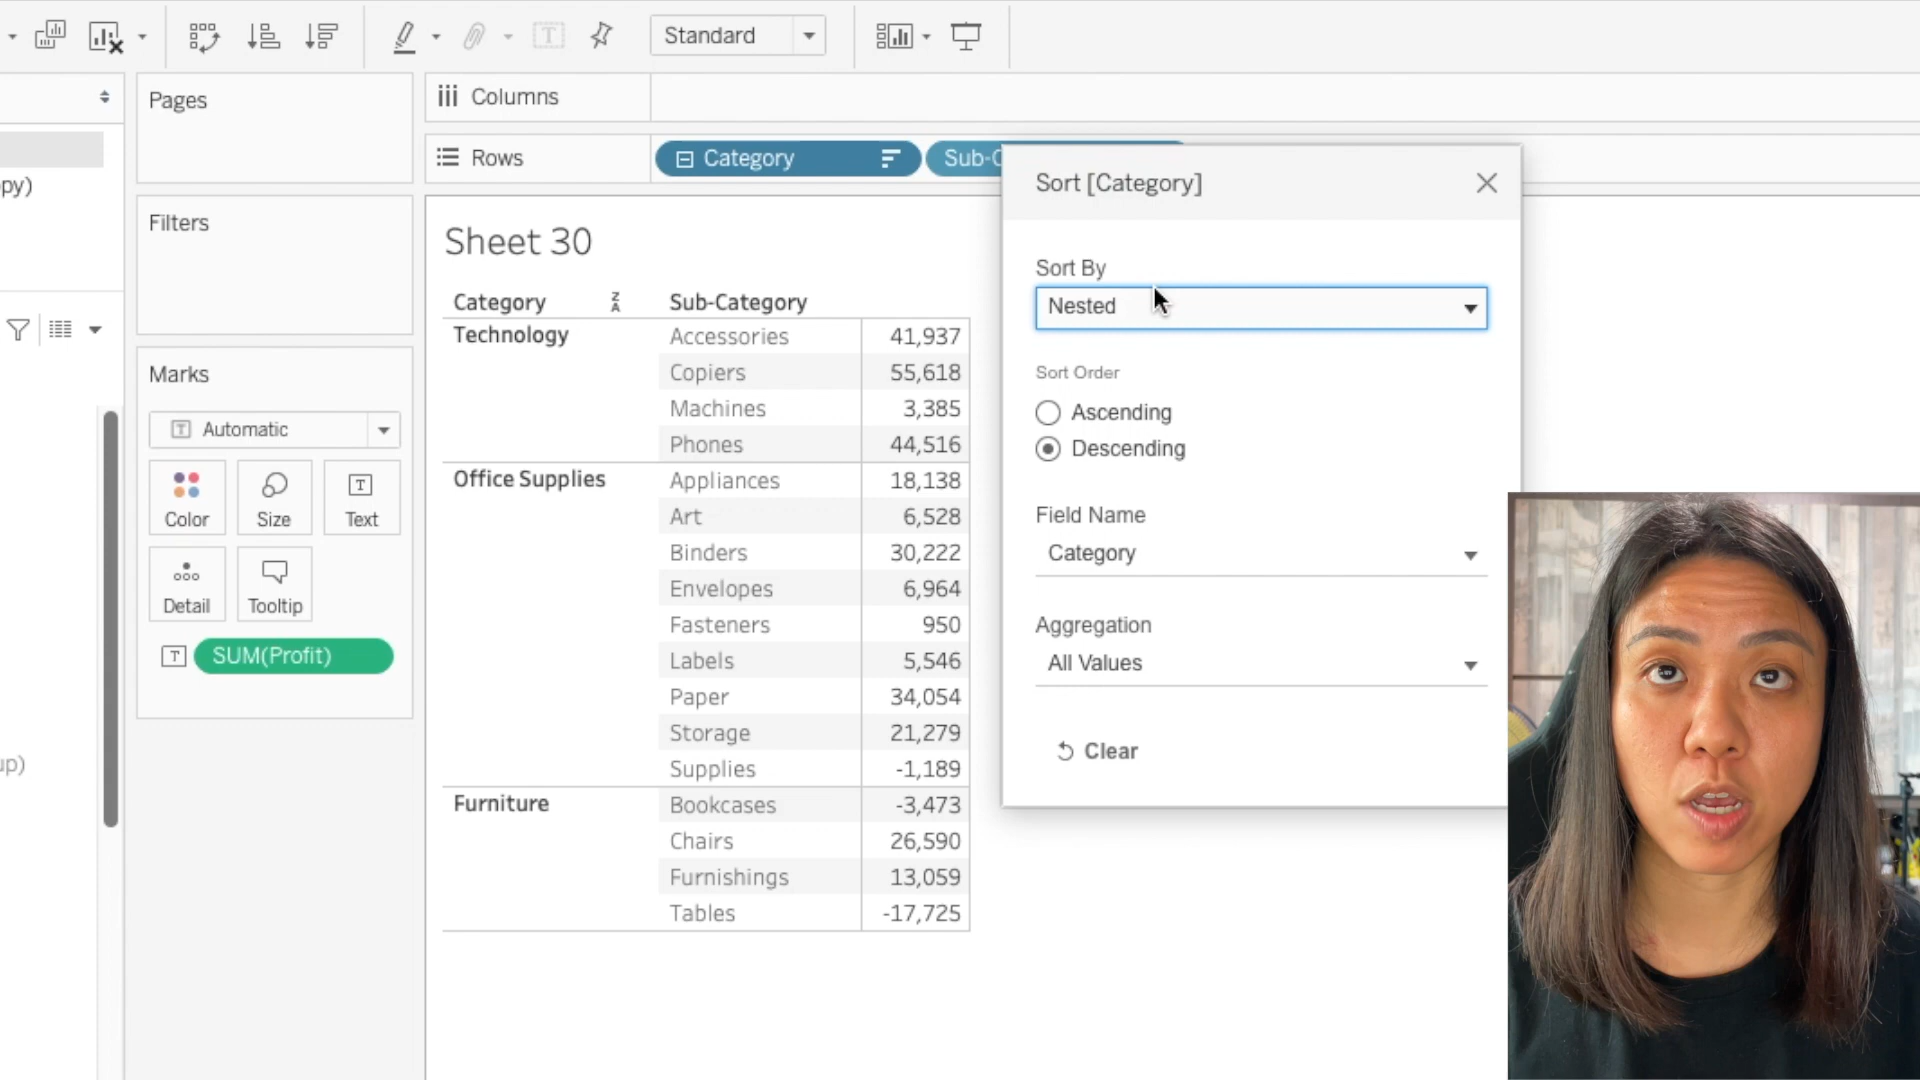 Standard
Pages
iii Columns
opy)
Rows
Category
Sub-C
Filters
Sheet 30
Category
Sub-Category
Technology
Accessories 41,937
Copiers 55,618
Machines 3,385
Phones 44,516
Office Supplies
Appliances 18,138
Art 6,528
Binders 30,222
Envelopes 6,964
Fasteners 950
Labels 5,546
Paper 34,054
Storage 21,279
Supplies -1,189
Furniture
Bookcases -3,473
Chairs 26,590
Furnishings 13,059
Tables -17,725
Marks
Automatic
Color
Size
Text
Detail
Tooltip
SUM(Profit)
up)
Sort [Category]
Sort By
Nested
Sort Order
Ascending
Descending
Field Name
Category
Aggregation
All Values
Clear